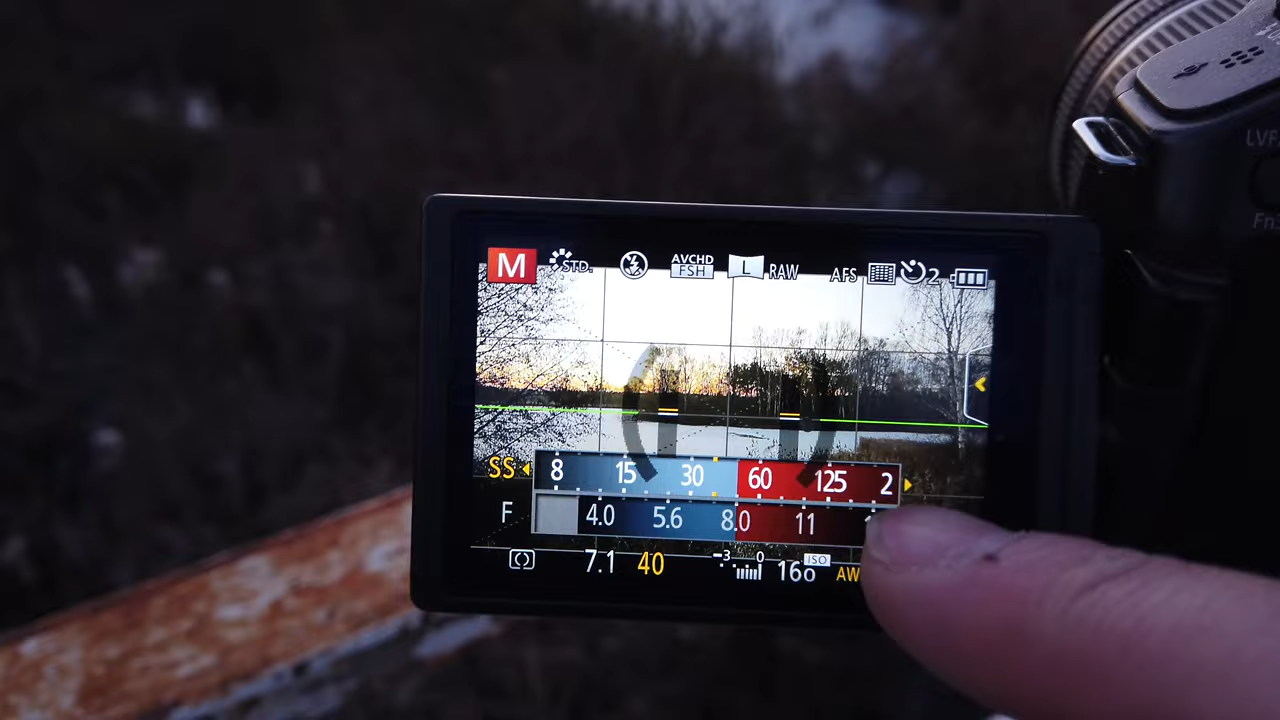 M STD. AVCHD FSH L RAW AFS 2
SS 8 15 30 60 125 2
F 4.0 5.6 8.0 11
7.1 40 -3 0 160 ISO AW
LVF
Fn